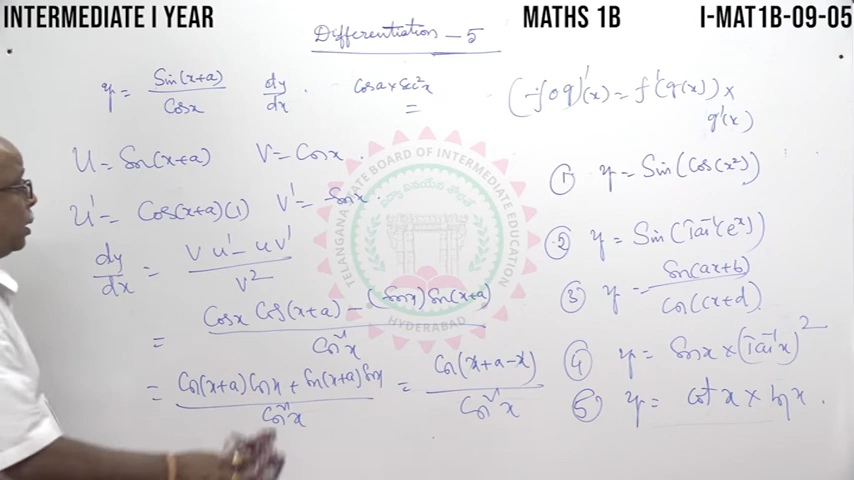 INTERMEDIATE I YEAR
MATHS 1B
I-MAT1B-09-05
Differentiation - 5
y = Sin(x+a) / Cosx   dy/dx .   cosa × sec²x =
U = Sin(x+a)   V = Cosx .
U' = Cos(x+a)(1)   V' = -Sinx .
dy/dx = (V u' - u V') / V²
= (Cosx Cos(x+a) - (-Sinx) Sin(x+a)) / Cos²x
= (Cos(x+a) Cosx + Sin(x+a) Sinx) / Cos²x = Cos(x+a-x) / Cos²x
(fog)'(x) = f'(g(x)) × g'(x)
① y = Sin(Cos(x²))
② y = Sin(Tan⁻¹(eˣ))
③ y = Sin(ax+b) / Cos(cx+d)
④ y = Sinx × (Tan⁻¹x)²
⑤ y = Cot⁻¹x ×
TELANGANA STATE BOARD OF INTERMEDIATE EDUCATION
HYDERABAD